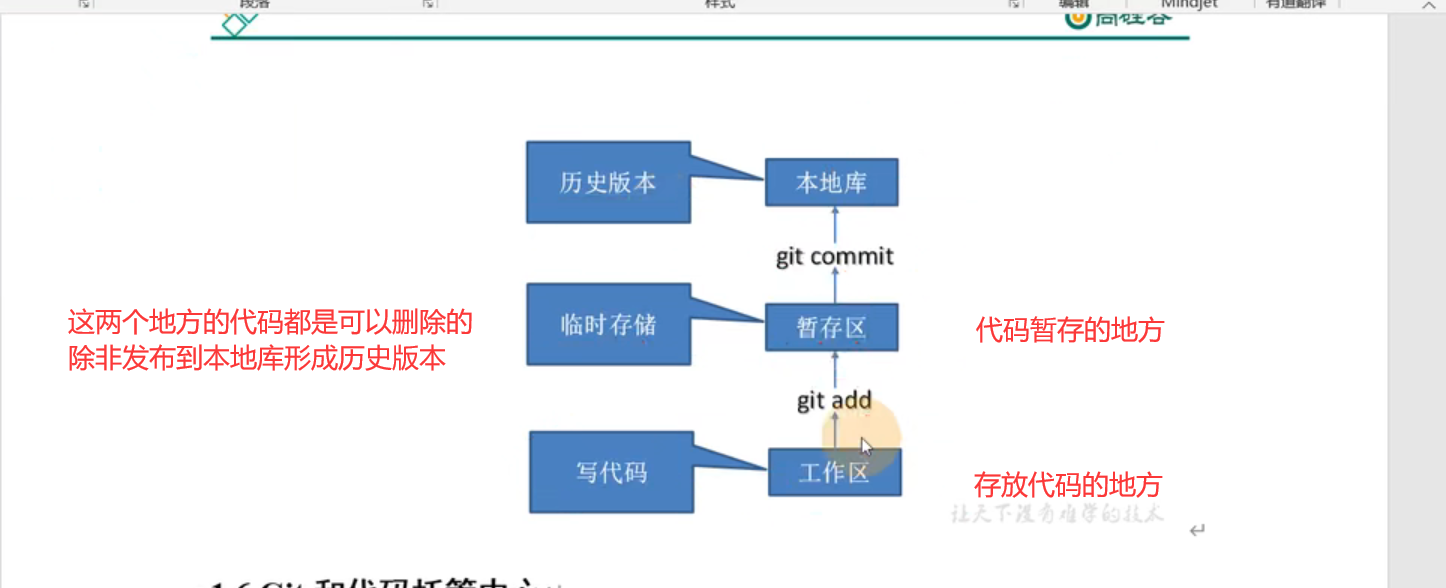 段落
样式
编辑
Mindjet
有道翻译
尚硅谷
历史版本
本地库
git commit
这两个地方的代码都是可以删除的
除非发布到本地库形成历史版本
临时存储
暂存区
代码暂存的地方
git add
写代码
工作区
存放代码的地方
让天下没有难学的技术
1.6 Git 和代码托管中心